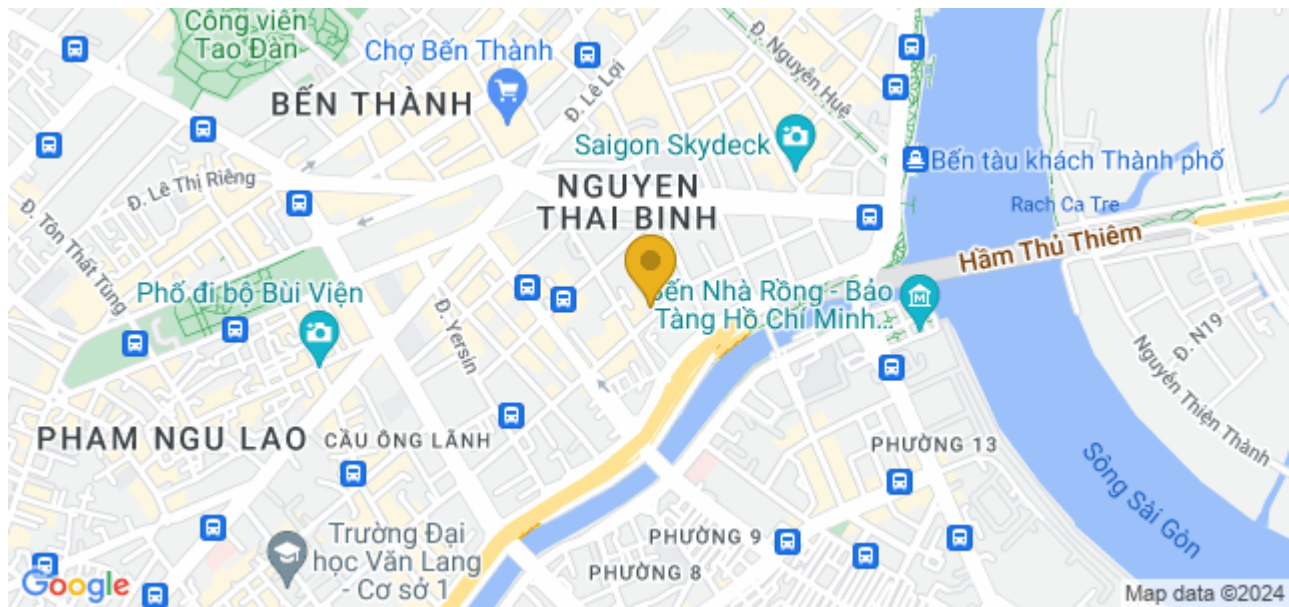 Công viên
Tao Đàn
Chợ Bến Thành
Đ. Lê Lợi
Đ. Nguyễn Huệ
BẾN THÀNH
Saigon Skydeck
Bến tàu khách Thành phố
Đ. Lê Thị Riêng
NGUYEN
THAI BINH
Rach Ca Tre
Đ. Tôn Thất Tùng
Hầm Thủ Thiêm
Phố đi bộ Bùi Viện
Bến Nhà Rồng - Bảo
Tàng Hồ Chí Minh...
Đ. Yersin
Đ. N19
Nguyễn Thiện Thành
PHAM NGU LAO
CẦU ÔNG LÃNH
PHƯỜNG 13
Sông Sài Gòn
Trường Đại
học Văn Lang
- Cơ sở 1
PHƯỜNG 9
PHƯỜNG 8
Google
Map data ©2024